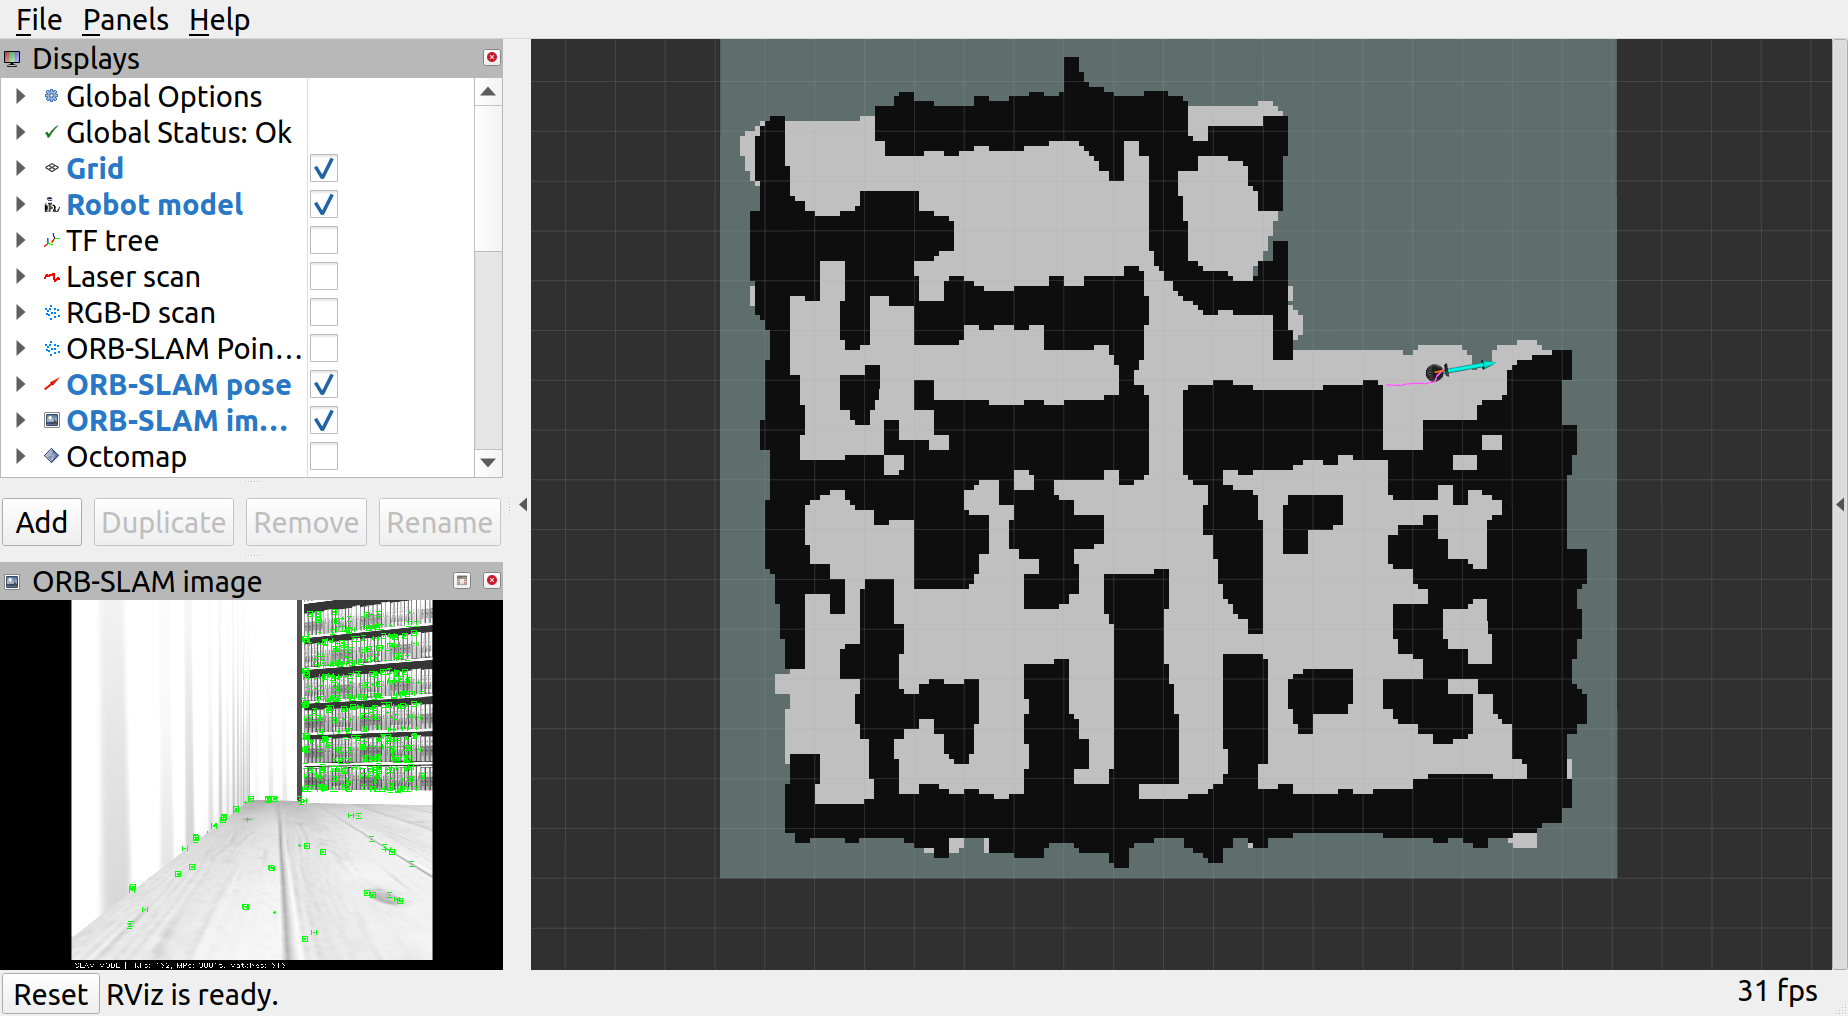 File Panels Help
Displays
Global Options
Global Status: Ok
Grid
Robot model
TF tree
Laser scan
RGB-D scan
ORB-SLAM Poin...
ORB-SLAM pose
ORB-SLAM im...
Octomap
Add Duplicate Remove Rename
ORB-SLAM image
Reset RViz is ready.
31 fps